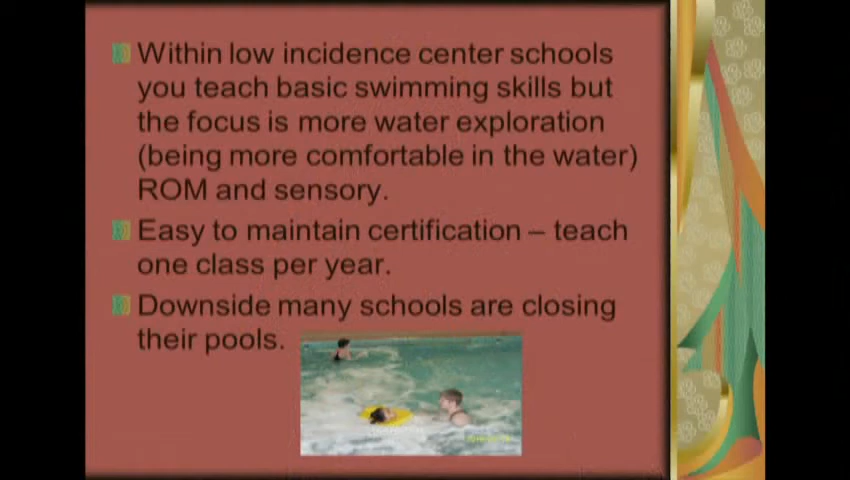 Within low incidence center schools
you teach basic swimming skills but
the focus is more water exploration
(being more comfortable in the water)
ROM and sensory.
Easy to maintain certification – teach
one class per year.
Downside many schools are closing
their pools.